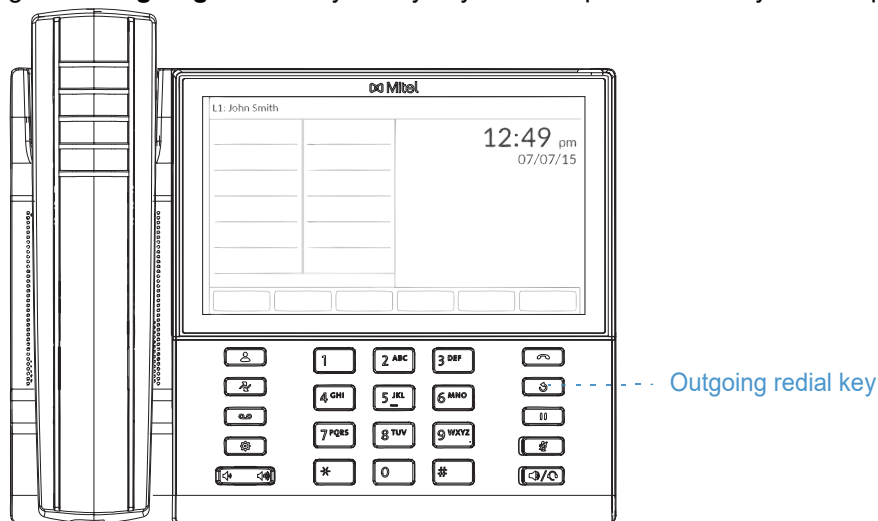 Mitel
L1: John Smith
12:49 pm
07/07/15
1 2 ABC 3 DEF
Outgoing redial key
4 GHI 5 JKL 6 MNO
7 PQRS 8 TUV 9 WXYZ
* 0 #